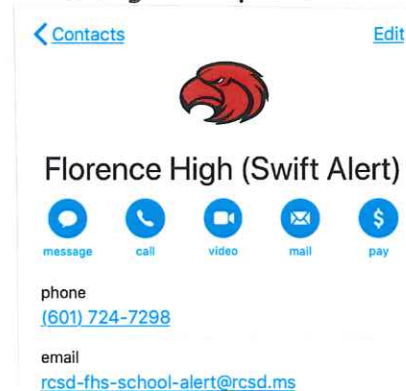 Contacts
Edit
Florence High (Swift Alert)
message call video mail pay
phone
(601) 724-7298
email
rcsd-fhs-school-alert@rcsd.ms